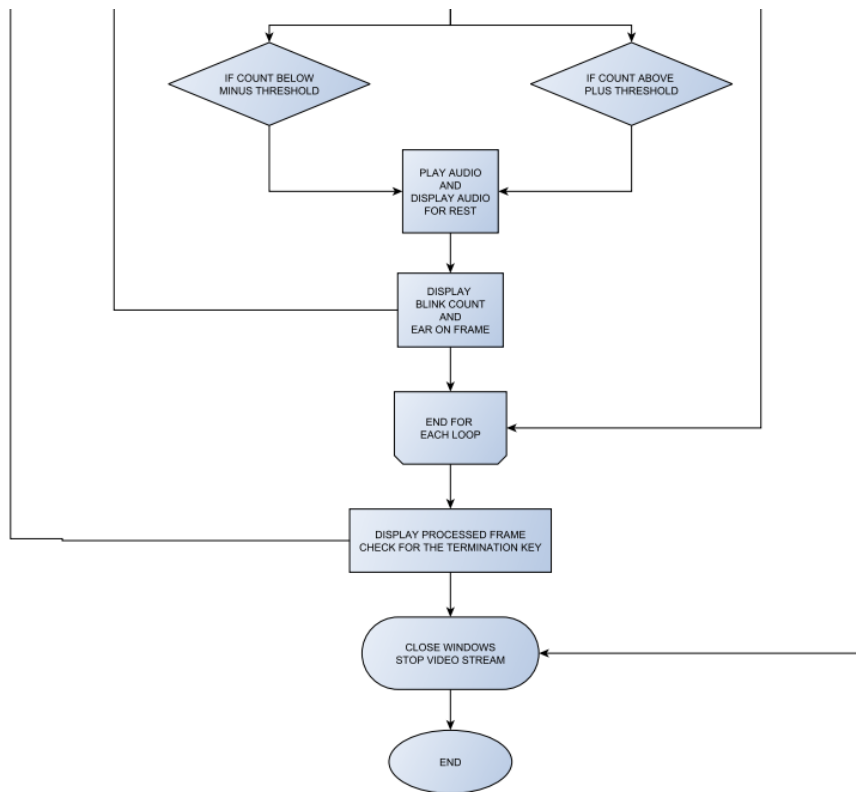 IF COUNT BELOW
MINUS THRESHOLD
IF COUNT ABOVE
PLUS THRESHOLD
PLAY AUDIO
AND
DISPLAY AUDIO
FOR REST
DISPLAY
BLINK COUNT
AND
EAR ON FRAME
END FOR
EACH LOOP
DISPLAY PROCESSED FRAME
CHECK FOR THE TERMINATION KEY
CLOSE WINDOWS
STOP VIDEO STREAM
END